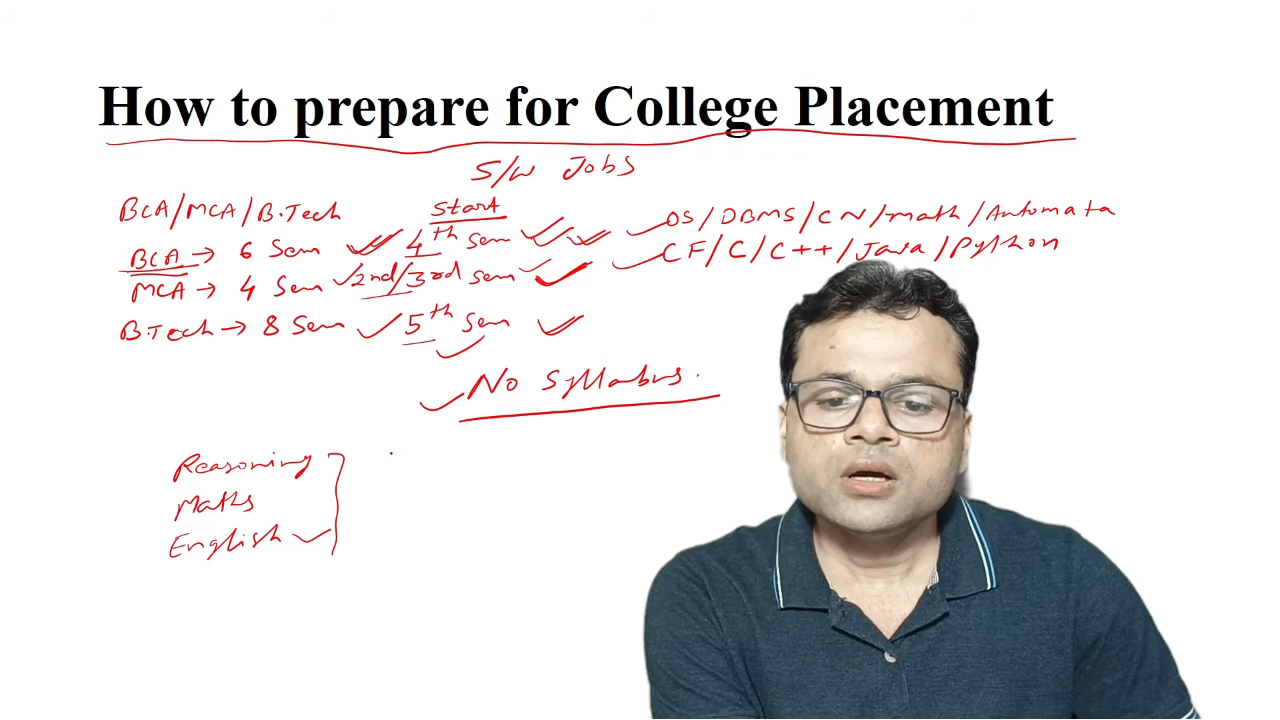 How to prepare for College Placement
S/W Jobs
BCA/MCA/B.Tech start
BCA → 6 Sem 4th Sem
MCA → 4 Sem 2nd/3rd Sem
B.Tech → 8 Sem 5th Sem
OS/DBMS/CN/Math/Automata
CF/C/C++/Java/Python
No Syllabus.
Reasoning
Maths
English